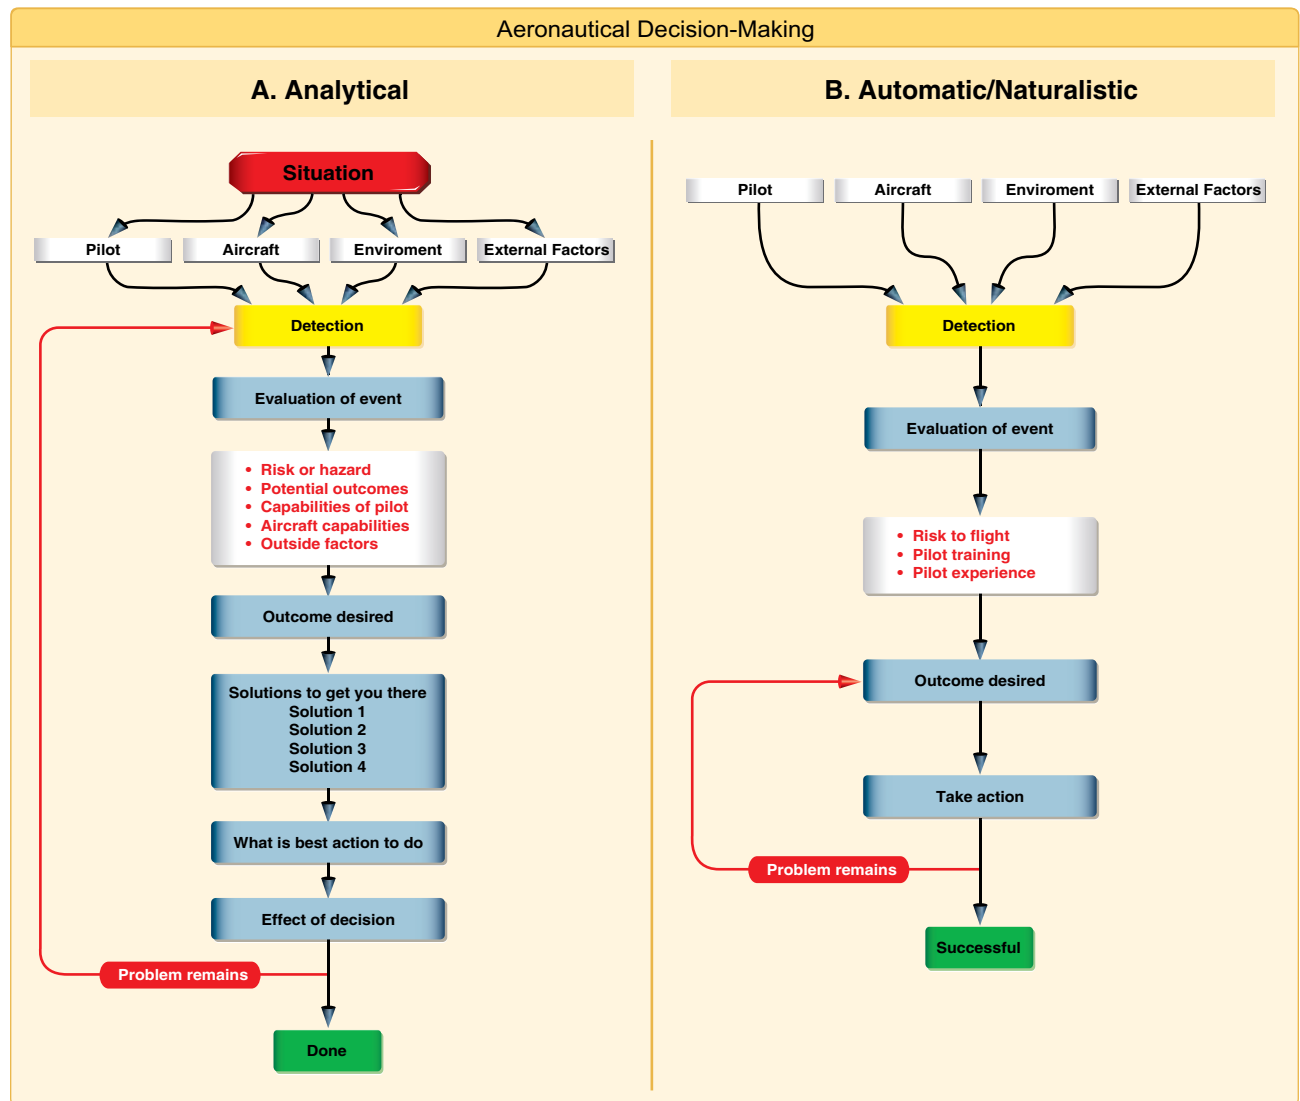 Aeronautical Decision-Making
A. Analytical
Situation
Pilot
Aircraft
Enviroment
External Factors
Detection
Evaluation of event
• Risk or hazard
• Potential outcomes
• Capabilities of pilot
• Aircraft capabilities
• Outside factors
Outcome desired
Solutions to get you there
Solution 1
Solution 2
Solution 3
Solution 4
What is best action to do
Effect of decision
Problem remains
Done
B. Automatic/Naturalistic
Pilot
Aircraft
Enviroment
External Factors
Detection
Evaluation of event
• Risk to flight
• Pilot training
• Pilot experience
Outcome desired
Take action
Problem remains
Successful